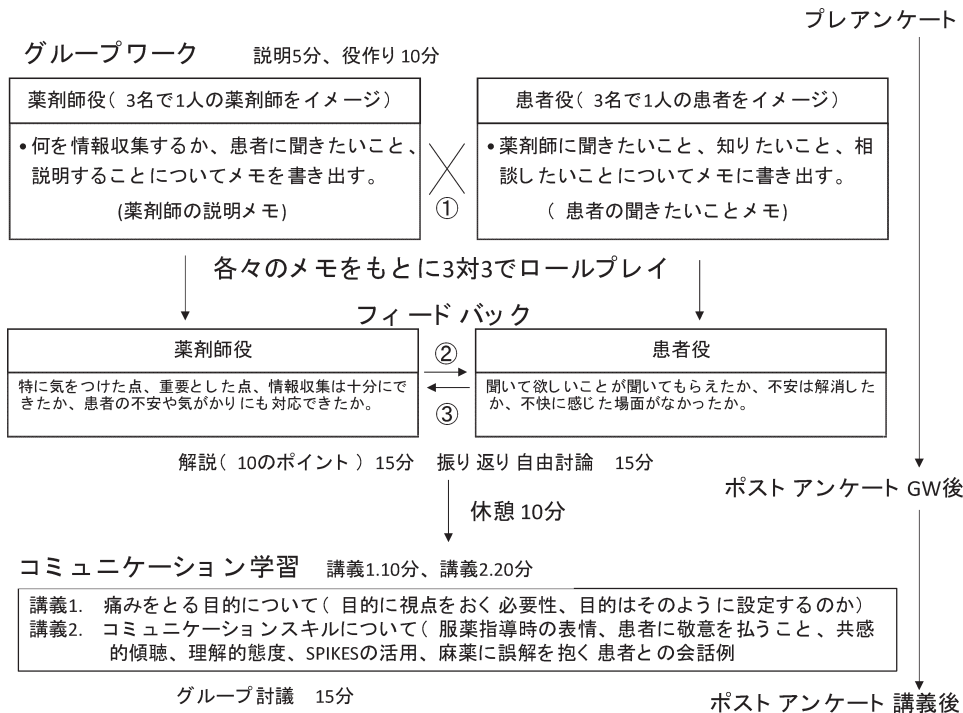 プレアンケート
グループワーク 説明5分、役作り10分
薬剤師役( 3名で1人の薬剤師をイメージ)
•何を情報収集するか、患者に聞きたいこと、
説明することについてメモを書き出す。
(薬剤師の説明メモ)
①
患者役( 3名で1人の患者をイメージ)
•薬剤師に聞きたいこと、知りたいこと、相
談したいことについてメモに書き出す。
( 患者の聞きたいことメモ)
各々のメモをもとに3対3でロールプレイ
フィードバック
薬剤師役
特に気をつけた点、重要とした点、情報収集は十分にで
きたか、患者の不安や気がかりにも対応できたか。
②
③
患者役
聞いて欲しいことが聞いてもらえたか、不安は解消した
か、不快に感じた場面がなかったか。
解説( 10のポイント) 15分 振り返り自由討論 15分
ポストアンケートGW後
休憩10分
コミュニケーション学習 講義1.10分、講義2.20分
講義1. 痛みをとる目的について( 目的に視点をおく必要性、目的はそのように設定するのか)
講義2. コミュニケーションスキルについて( 服薬指導時の表情、患者に敬意を払うこと、共感
的傾聴、理解的態度、SPIKESの活用、麻薬に誤解を抱く患者との会話例
グループ討議 15分
ポストアンケート講義後